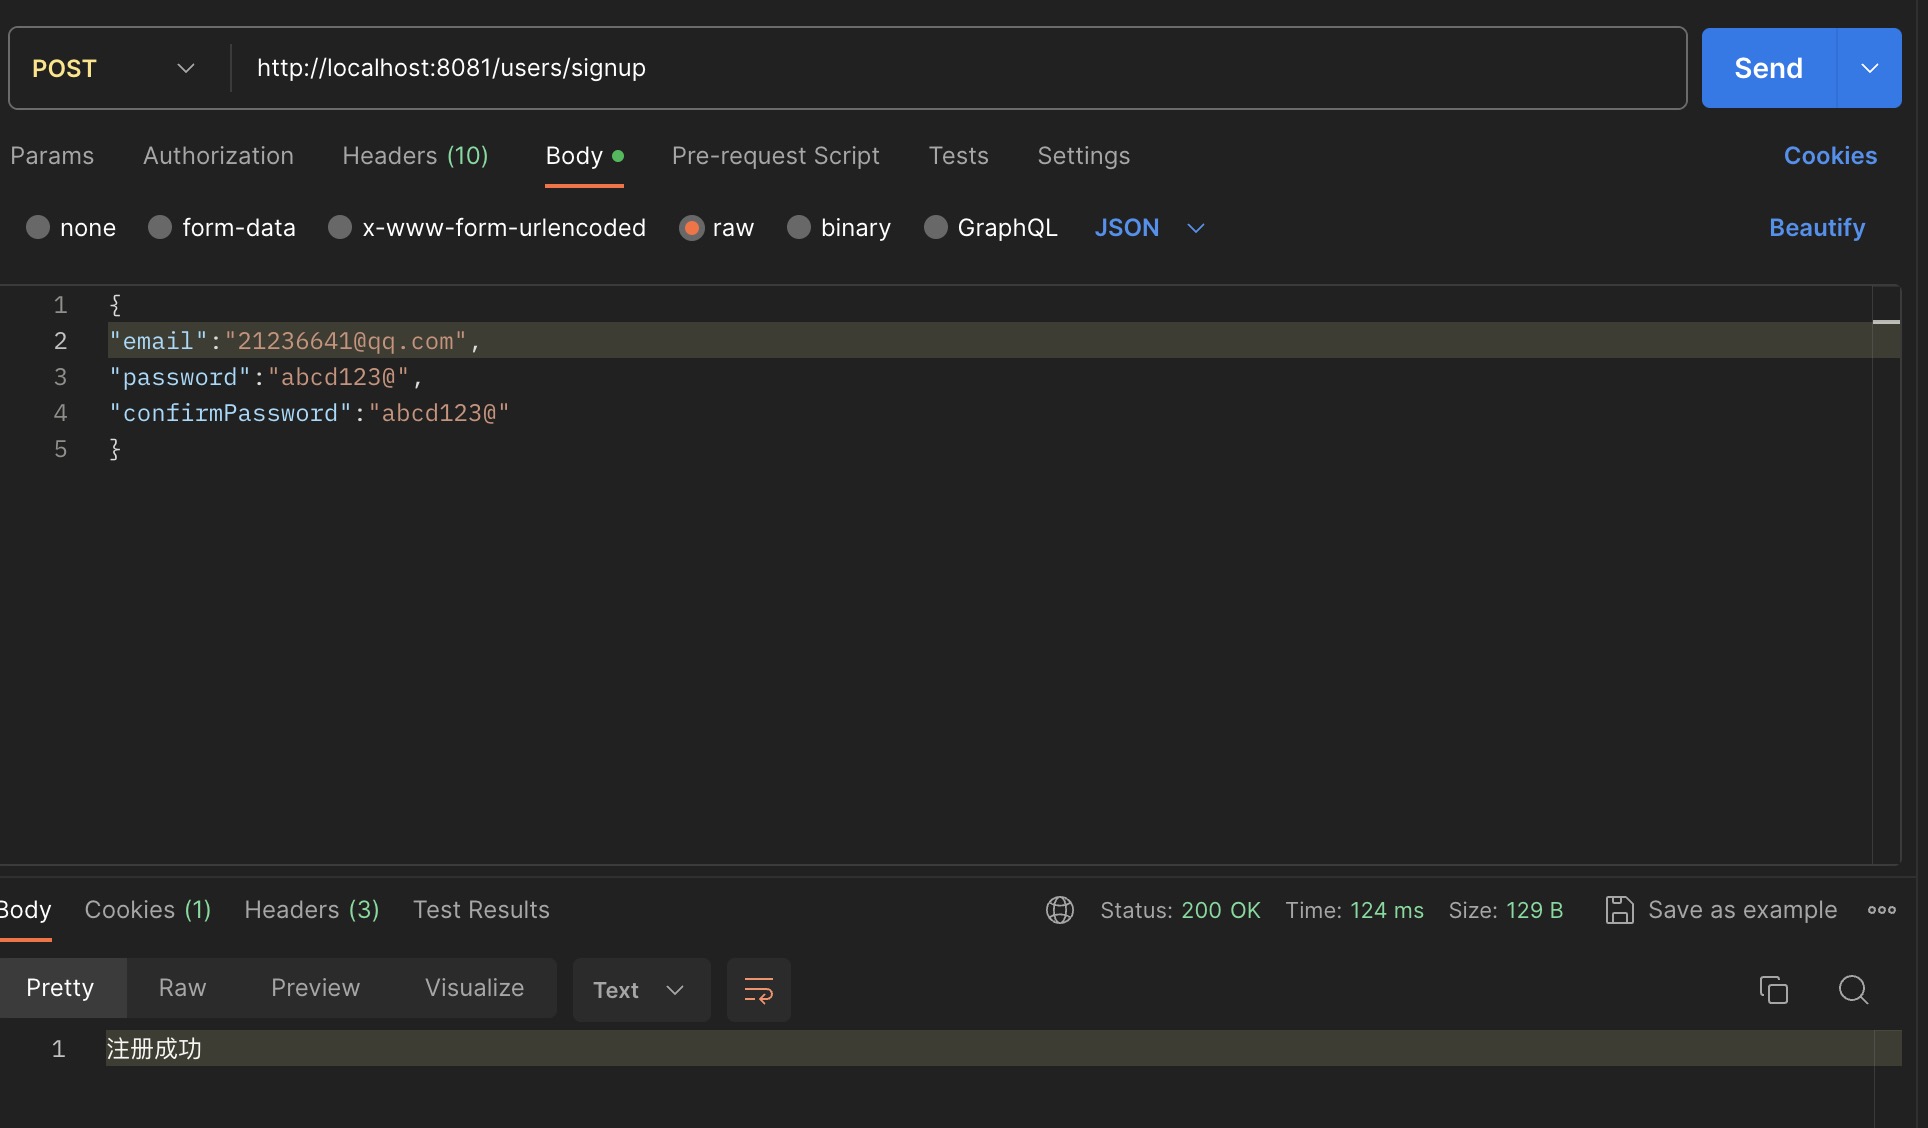 POST http://localhost:8081/users/signup Send
Params Authorization Headers (10) Body Pre-request Script Tests Settings Cookies
none form-data x-www-form-urlencoded raw binary GraphQL JSON Beautify
1 {
2 "email":"21236641@qq.com",
3 "password":"abcd123@",
4 "confirmPassword":"abcd123@"
5 }
Body Cookies (1) Headers (3) Test Results Status: 200 OK Time: 124 ms Size: 129 B Save as example
Pretty Raw Preview Visualize Text
1 注册成功